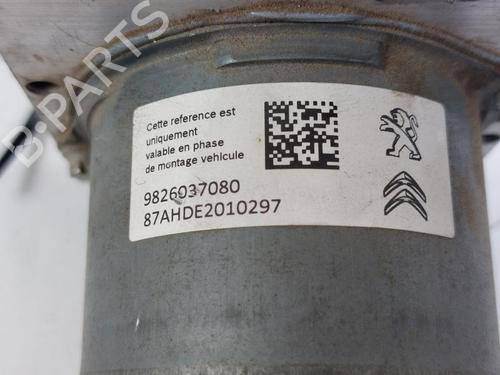 B-PARTS
Cette reference est
uniquement
valable en phase
de montage vehicule
9826037080
87AHDE2010297